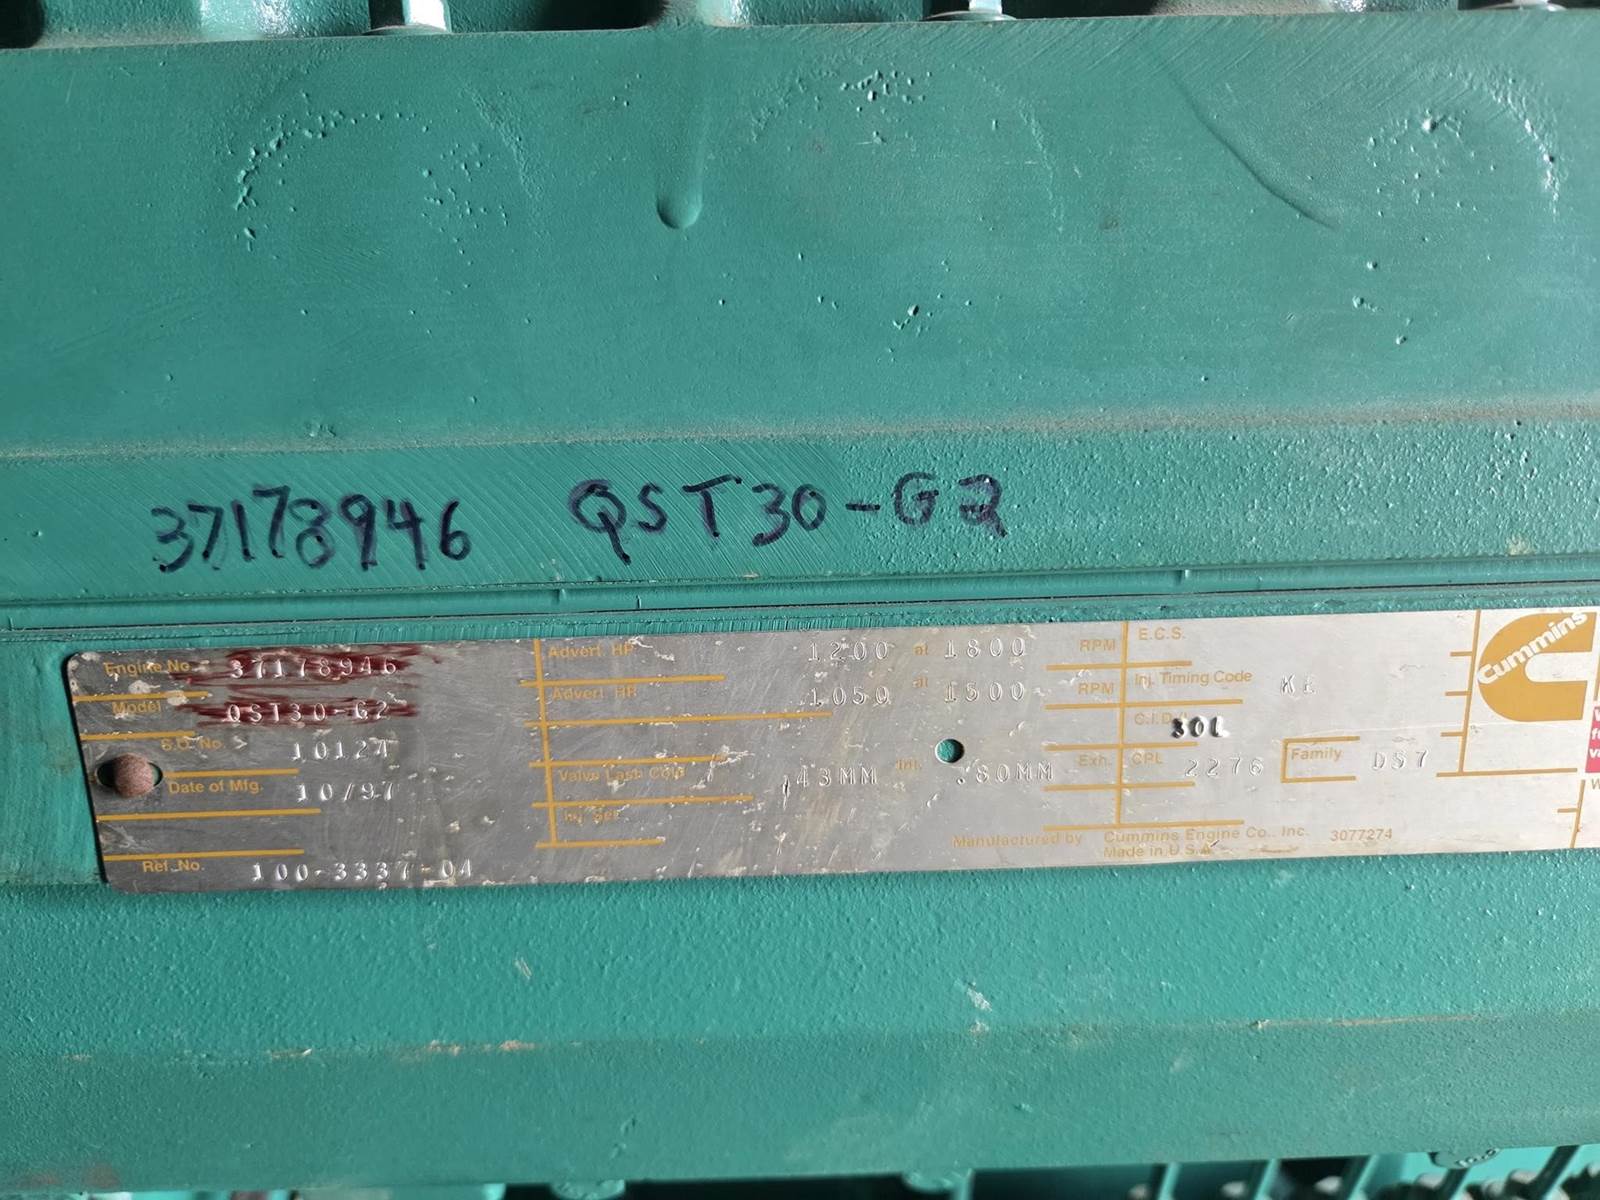 37178946 QST30-G2
Engine No. 37178946
Model QST30-G2
S.O. No 10124
Date of Mfg. 10/97
Ref. No. 100-3337-04
Advert. HP 1200 at 1800 RPM
Advert. HP 1050 at 1500 RPM
Valve Lash Cold .43MM Int. .80MM Exh.
Inj. Set
E.C.S.
Inj. Timing Code KE
C.I.D./L 30L
CPL 2276 Family DS7
Manufactured by Cummins Engine Co., Inc. 3077274
Made in U.S.A.
Cummins